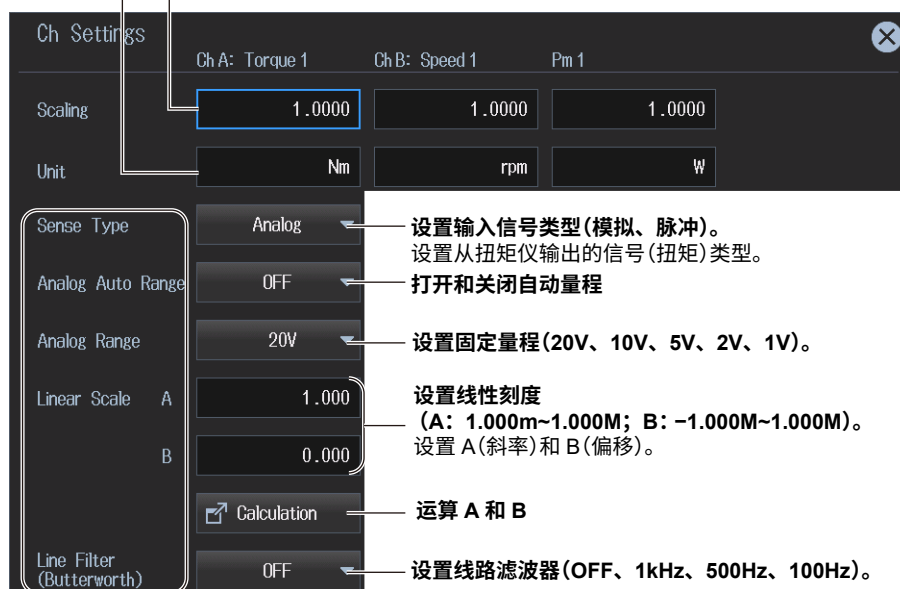 Ch Settings
Ch A: Torque 1 Ch B: Speed 1 Pm 1
Scaling 1.0000 1.0000 1.0000
Unit Nm rpm W
Sense Type Analog 设置输入信号类型(模拟、脉冲)。
设置从扭矩仪输出的信号(扭矩)类型。
Analog Auto Range OFF 打开和关闭自动量程
Analog Range 20V 设置固定量程(20V、10V、5V、2V、1V)。
Linear Scale A 1.000 设置线性刻度
(A: 1.000m~1.000M; B: −1.000M~1.000M)。
设置 A(斜率)和 B(偏移)。
B 0.000
Calculation 运算 A 和 B
Line Filter
(Butterworth) OFF 设置线路滤波器(OFF、1kHz、500Hz、100Hz)。